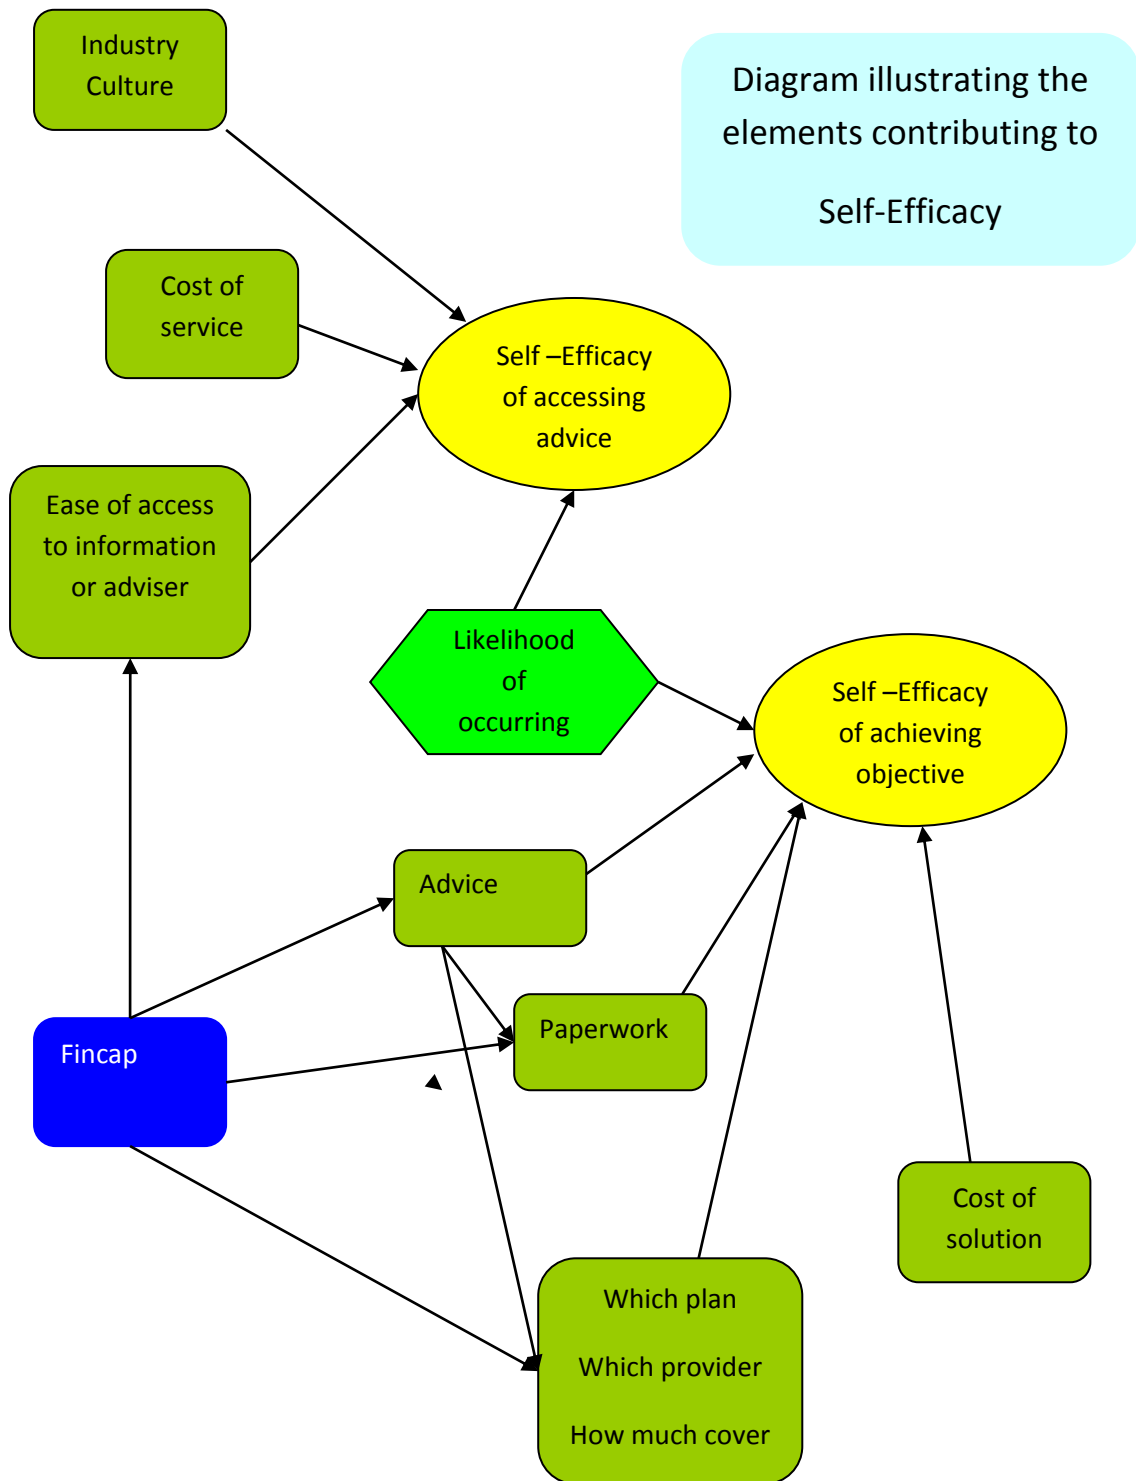 Industry
Culture
Diagram illustrating the
elements contributing to
Self-Efficacy
Cost of
service
Self –Efficacy
of accessing
advice
Ease of access
to information
or adviser
Likelihood
of
occurring
Self –Efficacy
of achieving
objective
Advice
Paperwork
Fincap
Cost of
solution
Which plan
Which provider
How much cover